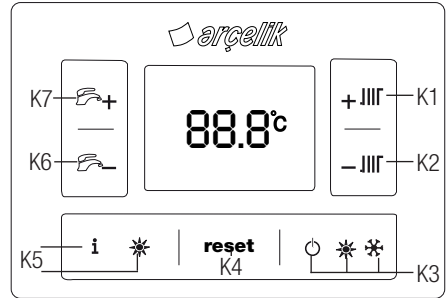 arçelik
K7 + + K1
88.8°c
K6 - - K2
i reset
K5 K4 K3